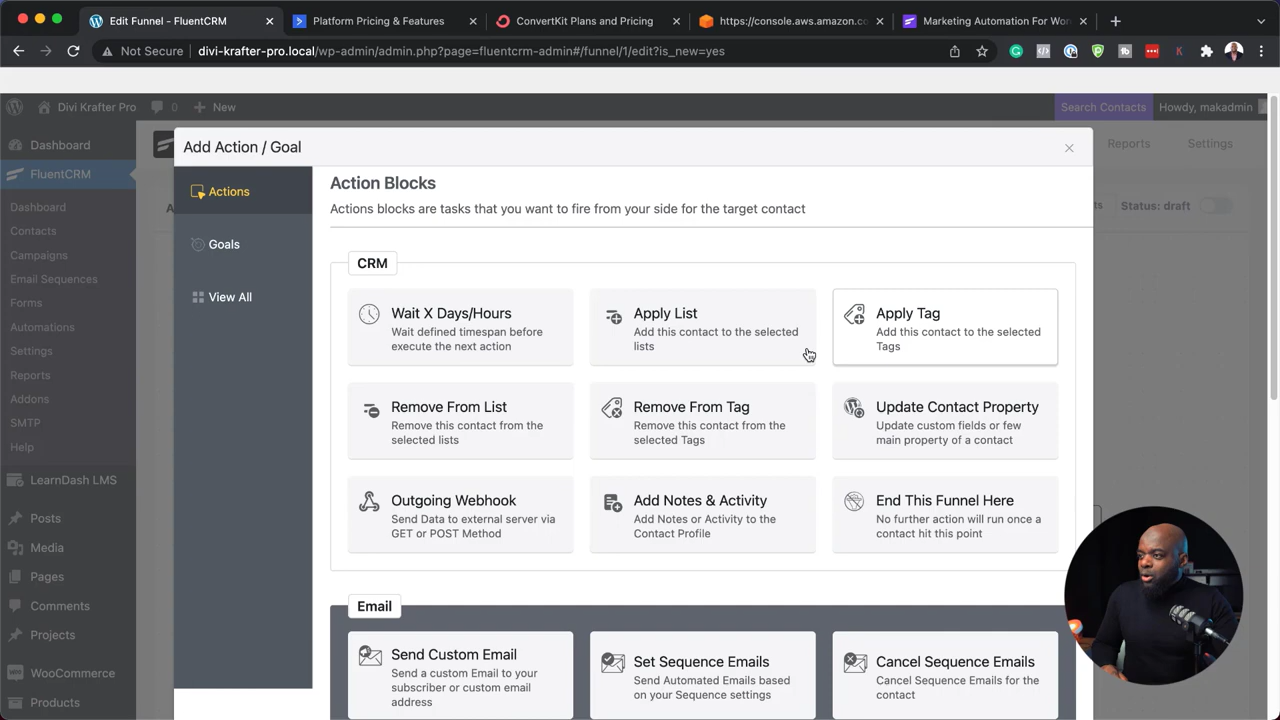 Edit Funnel - FluentCRM
Platform Pricing & Features
ConvertKit Plans and Pricing
https://console.aws.amazon.co
Marketing Automation For Wor
Not Secure
divi-krafter-pro.local/wp-admin/admin.php?page=fluentcrm-admin#/funnel/1/edit?is_new=yes
Divi Krafter Pro
0
New
Search Contacts
Howdy, makadmin
Dashboard
FluentCRM
Dashboard
Contacts
Campaigns
Email Sequences
Forms
Automations
Settings
Reports
Addons
SMTP
Help
LearnDash LMS
Posts
Media
Pages
Comments
Projects
WooCommerce
Products
Reports
Settings
Status: draft
Add Action / Goal
Actions
Goals
View All
Action Blocks
Actions blocks are tasks that you want to fire from your side for the target contact
CRM
Wait X Days/Hours
Wait defined timespan before
execute the next action
Apply List
Add this contact to the selected
lists
Apply Tag
Add this contact to the selected
Tags
Remove From List
Remove this contact from the
selected lists
Remove From Tag
Remove this contact from the
selected Tags
Update Contact Property
Update custom fields or few
main property of a contact
Outgoing Webhook
Send Data to external server via
GET or POST Method
Add Notes & Activity
Add Notes or Activity to the
Contact Profile
End This Funnel Here
No further action will run once a
contact hit this point
Email
Send Custom Email
Send a custom Email to your
subscriber or custom email
address
Set Sequence Emails
Send Automated Emails based
on your Sequence settings
Cancel Sequence Emails
Cancel Sequence Emails for the
contact